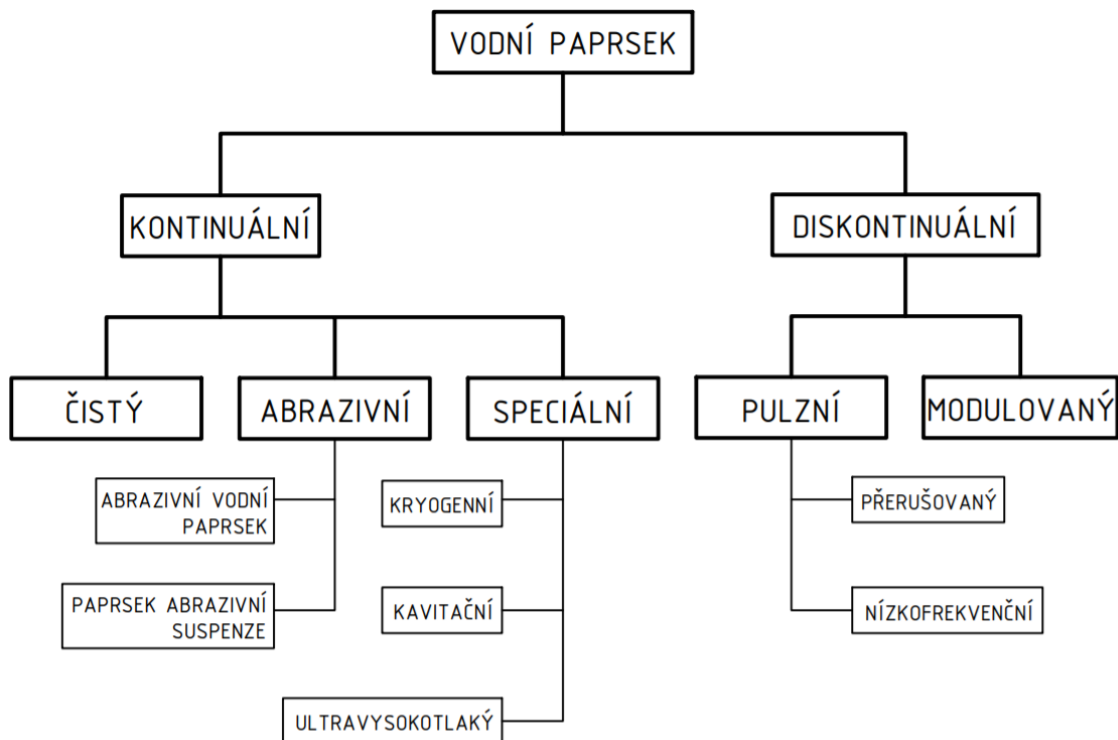 VODNÍ PAPRSEK
KONTINUÁLNÍ
DISKONTINUÁLNÍ
ČISTÝ
ABRAZIVNÍ
SPECIÁLNÍ
PULZNÍ
MODULOVANÝ
ABRAZIVNÍ VODNÍ
PAPRSEK
KRYOGENNÍ
PŘERUŠOVANÝ
PAPRSEK ABRAZIVNÍ
SUSPENZE
KAVITAČNÍ
NÍZKOFREKVENČNÍ
ULTRAVYSOKOTLAKÝ